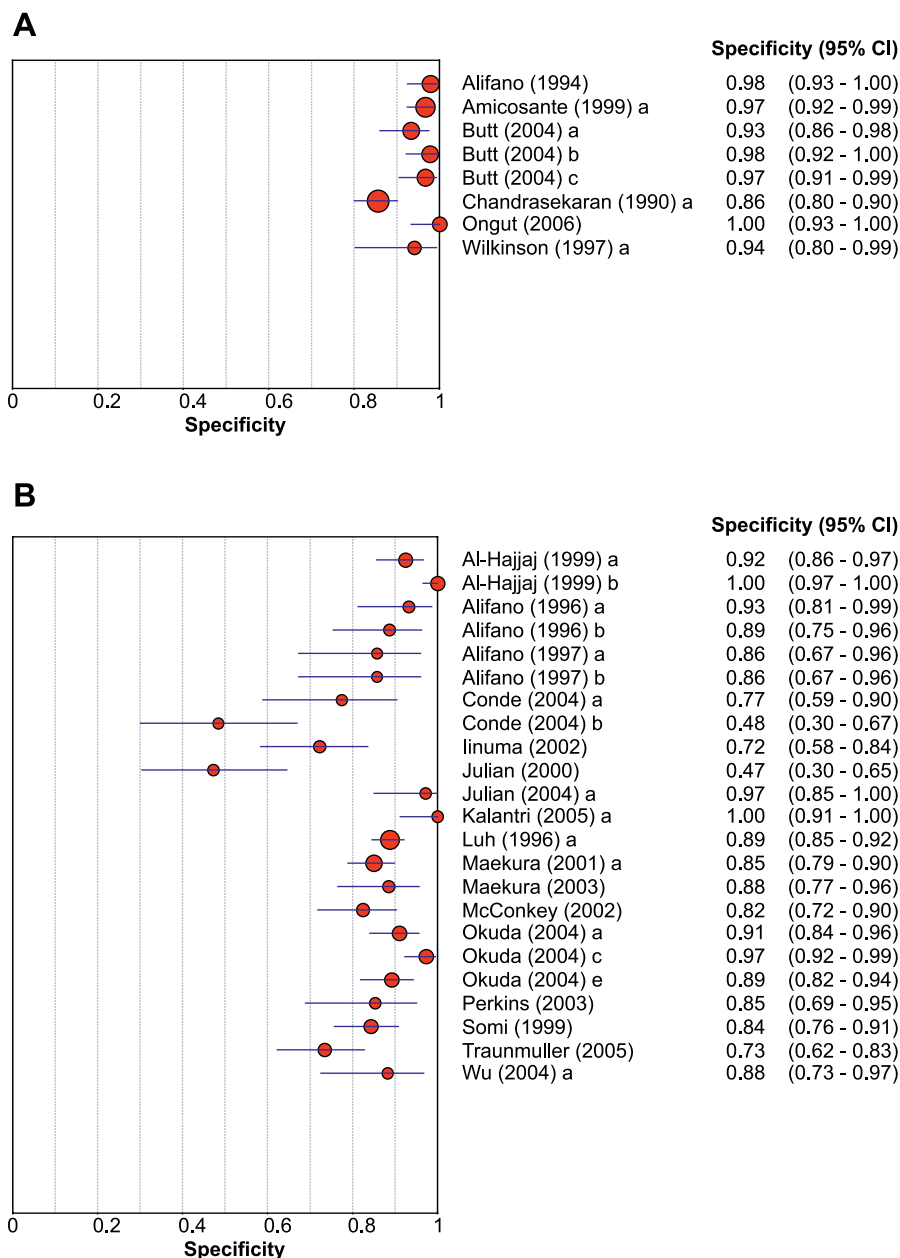 A
Specificity (95% CI)
Alifano (1994) 0.98 (0.93 - 1.00)
Amicosante (1999) a 0.97 (0.92 - 0.99)
Butt (2004) a 0.93 (0.86 - 0.98)
Butt (2004) b 0.98 (0.92 - 1.00)
Butt (2004) c 0.97 (0.91 - 0.99)
Chandrasekaran (1990) a 0.86 (0.80 - 0.90)
Ongut (2006) 1.00 (0.93 - 1.00)
Wilkinson (1997) a 0.94 (0.80 - 0.99)
0 0.2 0.4 0.6 0.8 1
Specificity
B
Specificity (95% CI)
Al-Hajjaj (1999) a 0.92 (0.86 - 0.97)
Al-Hajjaj (1999) b 1.00 (0.97 - 1.00)
Alifano (1996) a 0.93 (0.81 - 0.99)
Alifano (1996) b 0.89 (0.75 - 0.96)
Alifano (1997) a 0.86 (0.67 - 0.96)
Alifano (1997) b 0.86 (0.67 - 0.96)
Conde (2004) a 0.77 (0.59 - 0.90)
Conde (2004) b 0.48 (0.30 - 0.67)
Iinuma (2002) 0.72 (0.58 - 0.84)
Julian (2000) 0.47 (0.30 - 0.65)
Julian (2004) a 0.97 (0.85 - 1.00)
Kalantri (2005) a 1.00 (0.91 - 1.00)
Luh (1996) a 0.89 (0.85 - 0.92)
Maekura (2001) a 0.85 (0.79 - 0.90)
Maekura (2003) 0.88 (0.77 - 0.96)
McConkey (2002) 0.82 (0.72 - 0.90)
Okuda (2004) a 0.91 (0.84 - 0.96)
Okuda (2004) c 0.97 (0.92 - 0.99)
Okuda (2004) e 0.89 (0.82 - 0.94)
Perkins (2003) 0.85 (0.69 - 0.95)
Somi (1999) 0.84 (0.76 - 0.91)
Traunmuller (2005) 0.73 (0.62 - 0.83)
Wu (2004) a 0.88 (0.73 - 0.97)
0 0.2 0.4 0.6 0.8 1
Specificity